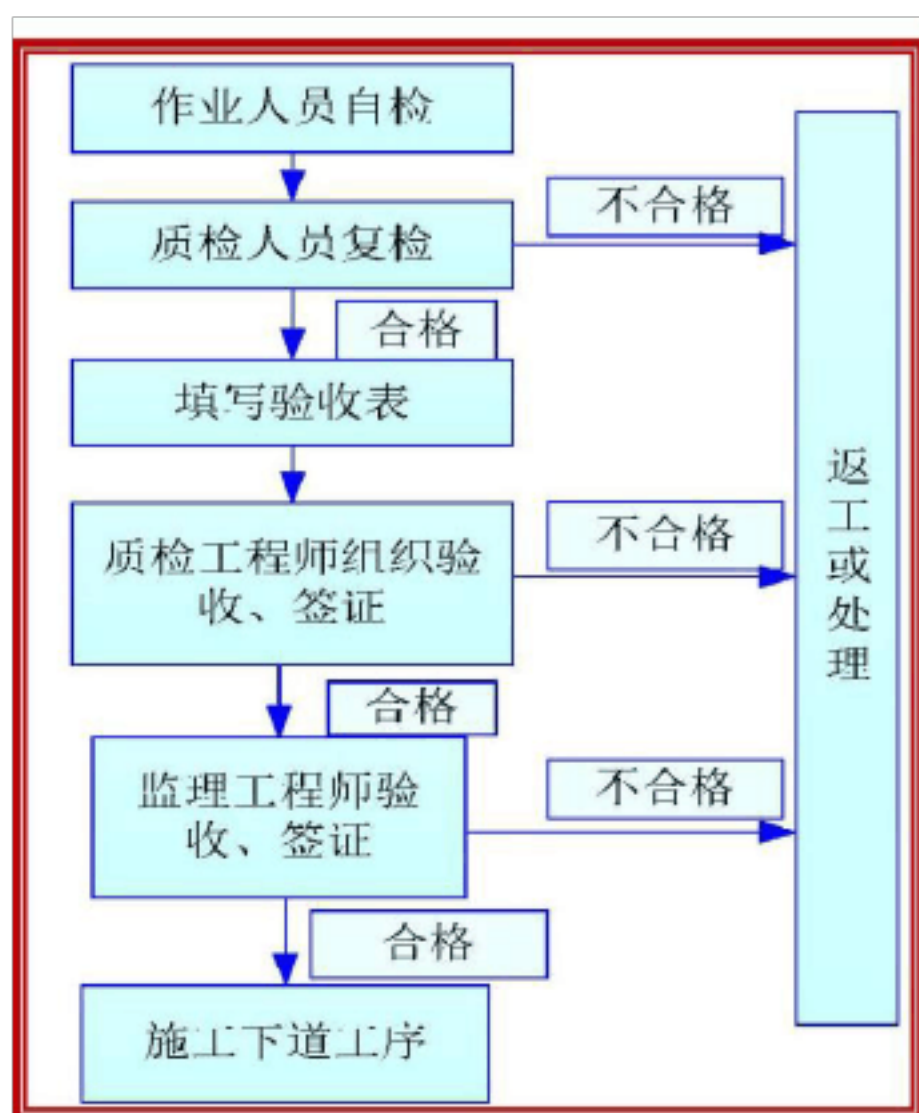 作业人员自检
不合格
质检人员复检
合格
填写验收表
不合格
质检工程师组织验
收、签证
合格
不合格
监理工程师验
收、签证
合格
施工下道工序
返
工
或
处
理